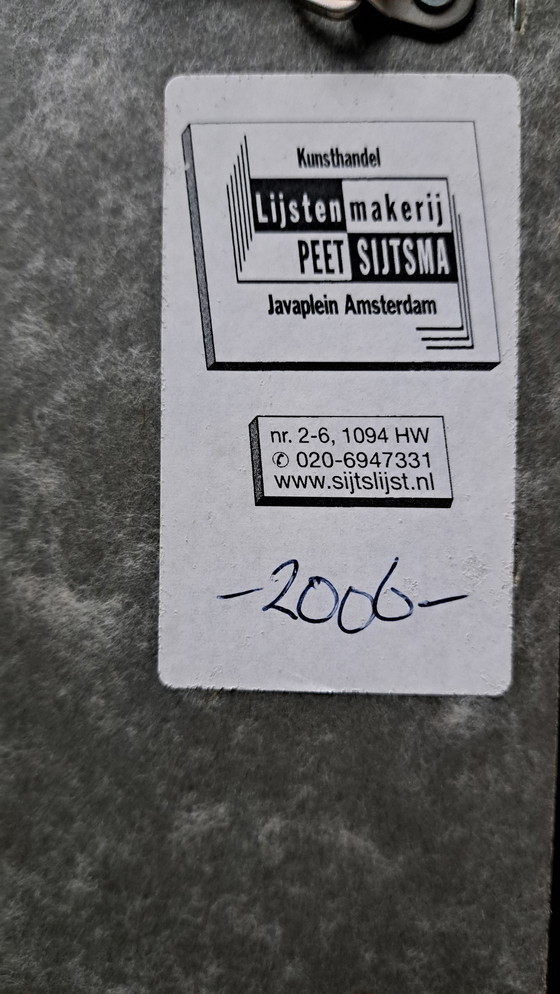 Kunsthandel
Lijstenmakerij
PEET SIJTSMA
Javaplein Amsterdam
nr. 2-6, 1094 HW
✆ 020-6947331
www.sijtslijst.nl
-2006-